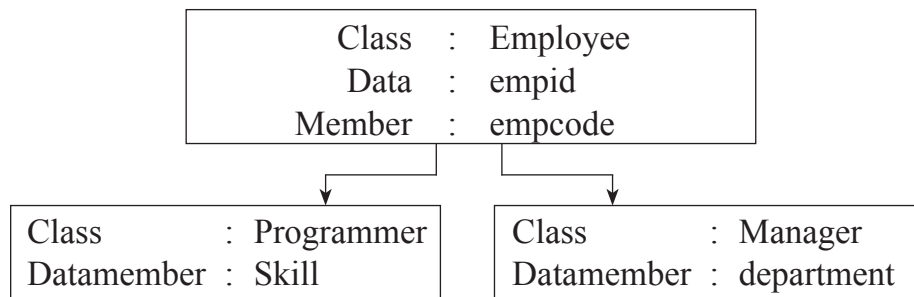 Class : Employee
Data : empid
Member : empcode
Class : Programmer
Datamember : Skill
Class : Manager
Datamember : department